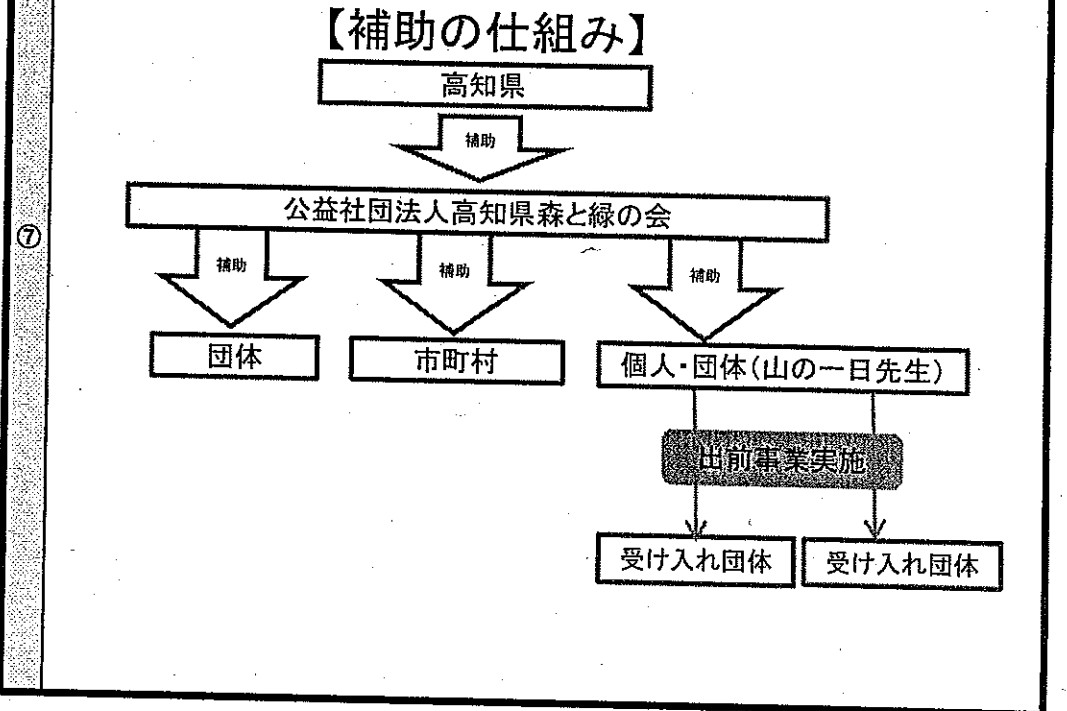 【補助の仕組み】
高知県
補助
公益社団法人高知県森と緑の会
⑦
補助
補助
補助
団体
市町村
個人・団体(山の一日先生)
出前事業実施
受け入れ団体
受け入れ団体